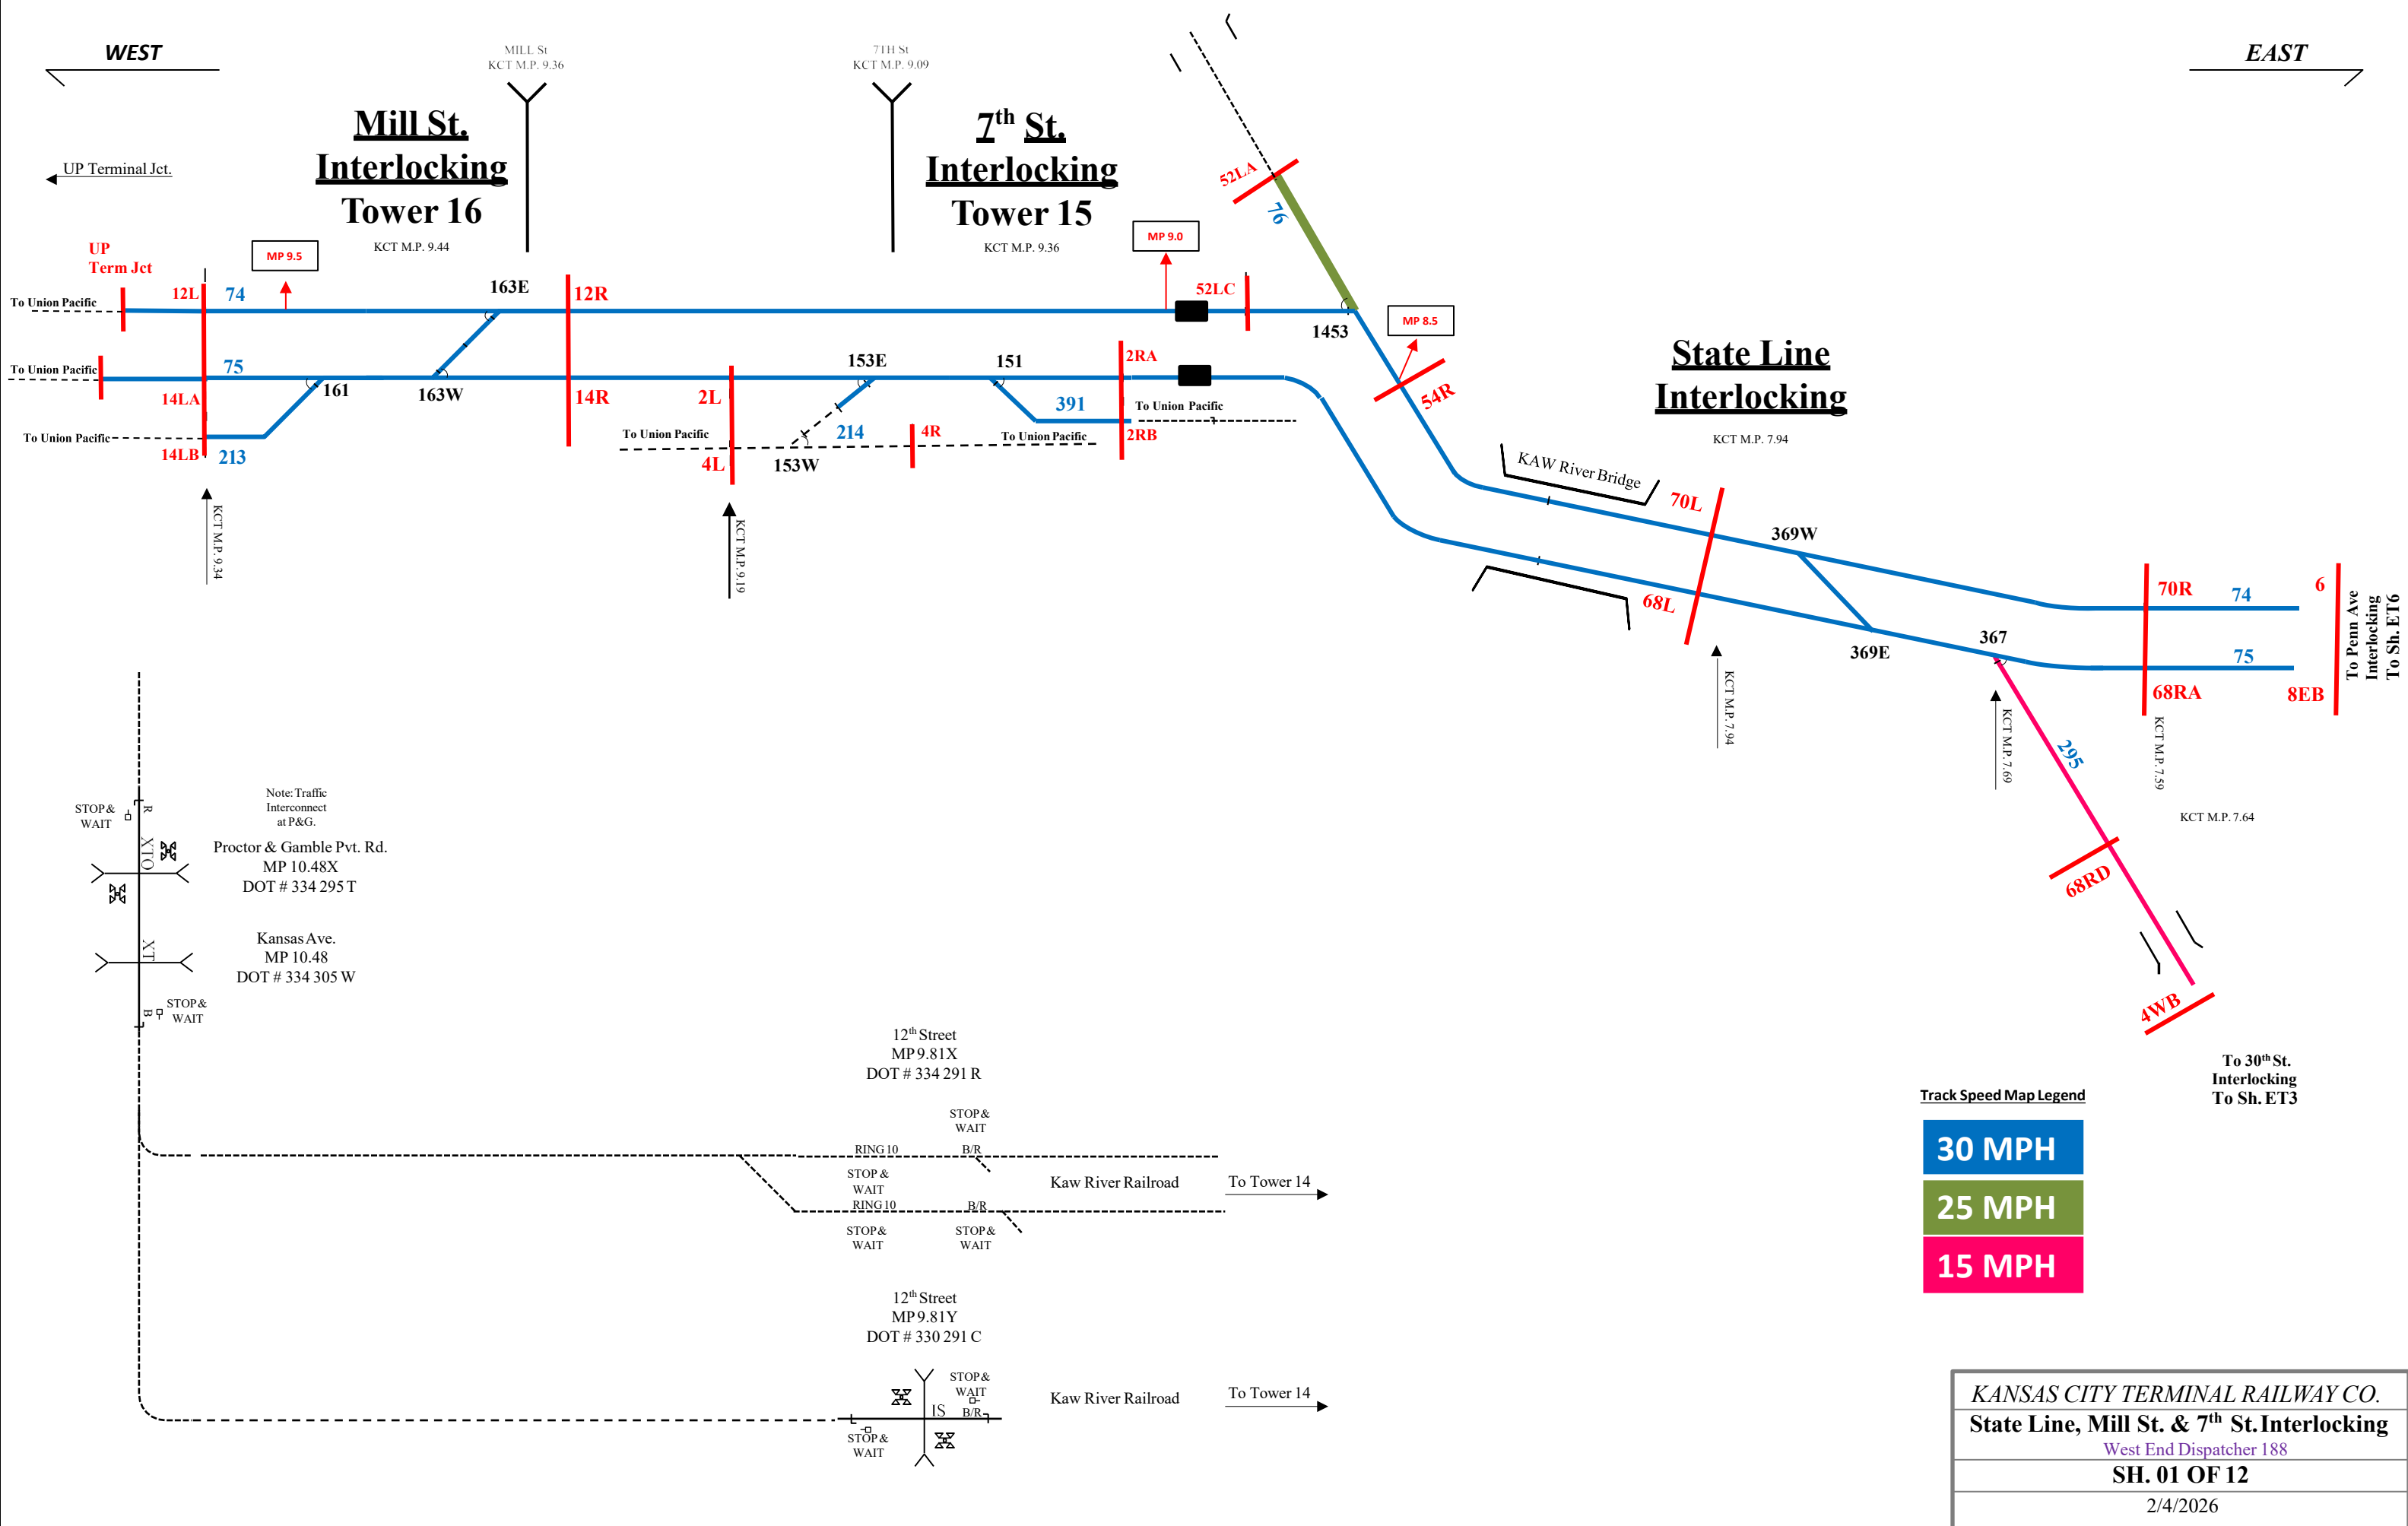 WEST
EAST
MILL St
KCT M.P. 9.36
7TH St
KCT M.P. 9.09
UP Terminal Jct.
Mill St.
Interlocking
Tower 16
KCT M.P. 9.44
7th St.
Interlocking
Tower 15
KCT M.P. 9.36
52LA
76
UP
Term Jct
MP 9.5
MP 9.0
To Union Pacific
12L
74
163E
12R
52LC
1453
MP 8.5
54R
State Line
Interlocking
KCT M.P. 7.94
To Union Pacific
75
14LA
161
163W
14R
2L
153E
151
2RA
391
To Union Pacific
To Union Pacific
14LB
213
To Union Pacific
4L
153W
214
4R
To Union Pacific
2RB
KCT M.P. 9.34
KCT M.P. 9.19
KAW River Bridge
70L
369W
68L
369E
367
70R
74
6
75
68RA
8EB
To Penn Ave
Interlocking
To Sh. ET6
KCT M.P. 7.94
KCT M.P. 7.69
KCT M.P. 7.59
KCT M.P. 7.64
295
68RD
4WB
To 30th St.
Interlocking
To Sh. ET3
STOP &
WAIT
R
XTO
Note: Traffic
Interconnect
at P&G.
Proctor & Gamble Pvt. Rd.
MP 10.48X
DOT # 334 295 T
XT
Kansas Ave.
MP 10.48
DOT # 334 305 W
B
STOP &
WAIT
12th Street
MP 9.81X
DOT # 334 291 R
STOP &
WAIT
RING 10
B/R
STOP &
WAIT
Kaw River Railroad
To Tower 14
RING 10
B/R
STOP &
WAIT
STOP &
WAIT
12th Street
MP 9.81Y
DOT # 330 291 C
STOP &
WAIT
IS
B/R
STOP &
WAIT
Kaw River Railroad
To Tower 14
Track Speed Map Legend
30 MPH
25 MPH
15 MPH
KANSAS CITY TERMINAL RAILWAY CO.
State Line, Mill St. & 7th St. Interlocking
West End Dispatcher 188
SH. 01 OF 12
2/4/2026